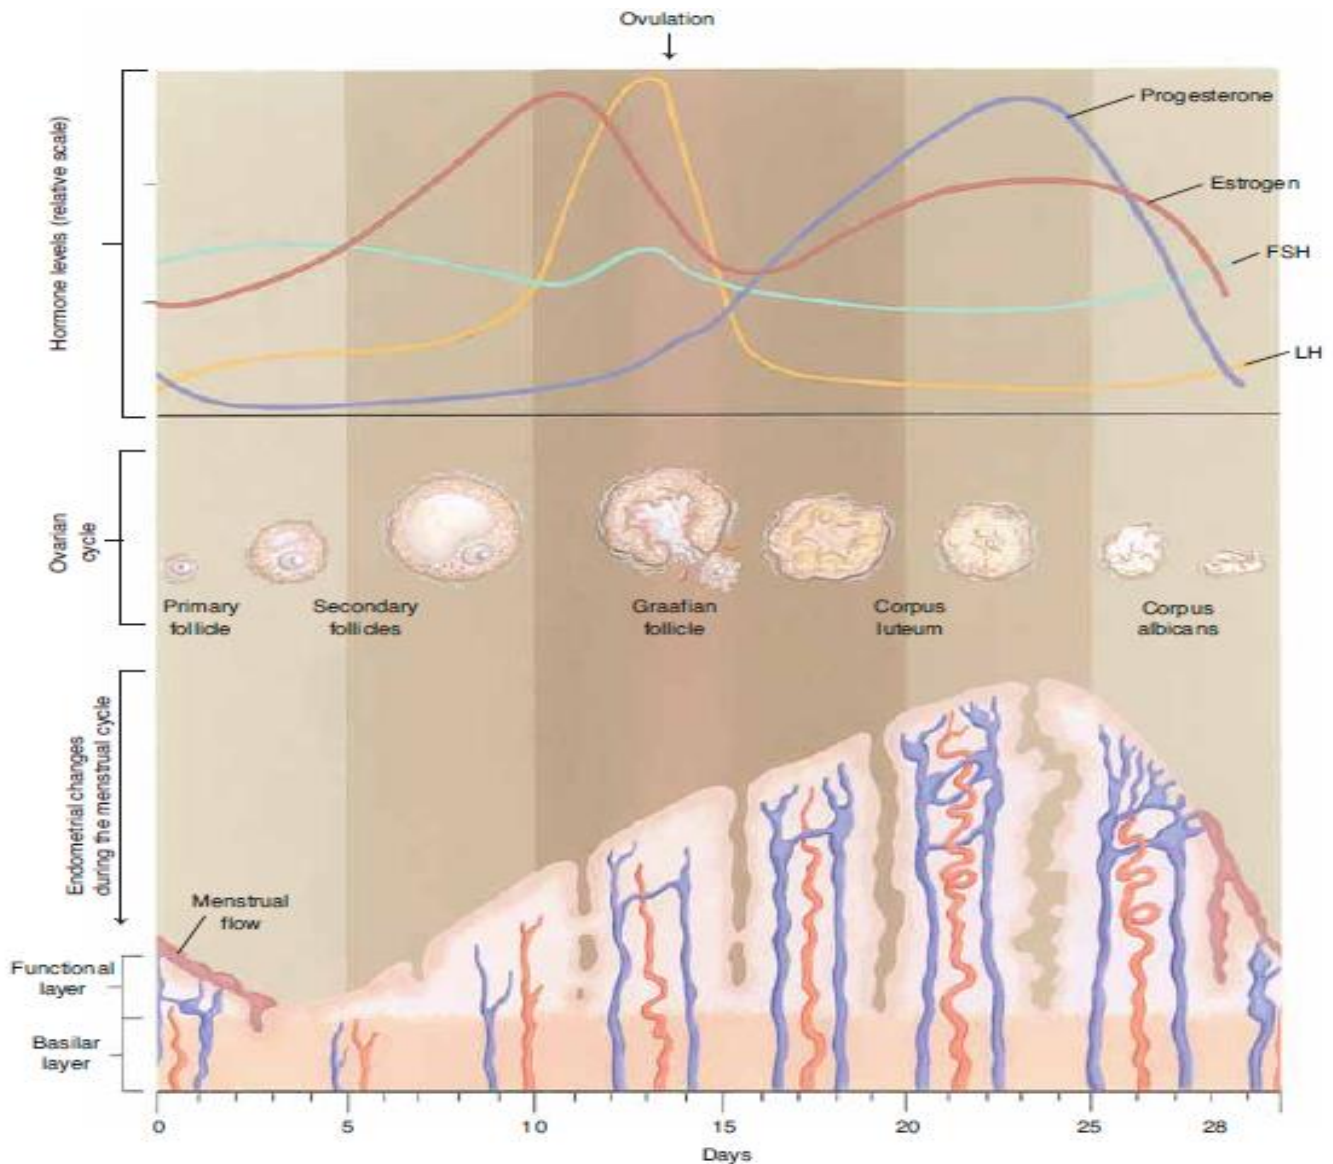 Ovulation
Hormone levels (relative scale)
Progesterone
Estrogen
FSH
LH
Ovarian
cycle
Primary
follicle
Secondary
follicles
Graafian
follicle
Corpus
luteum
Corpus
albicans
Endometrial changes
during the menstrual cycle
Menstrual
flow
Functional
layer
Basilar
layer
0 5 10 15 20 25 28
Days